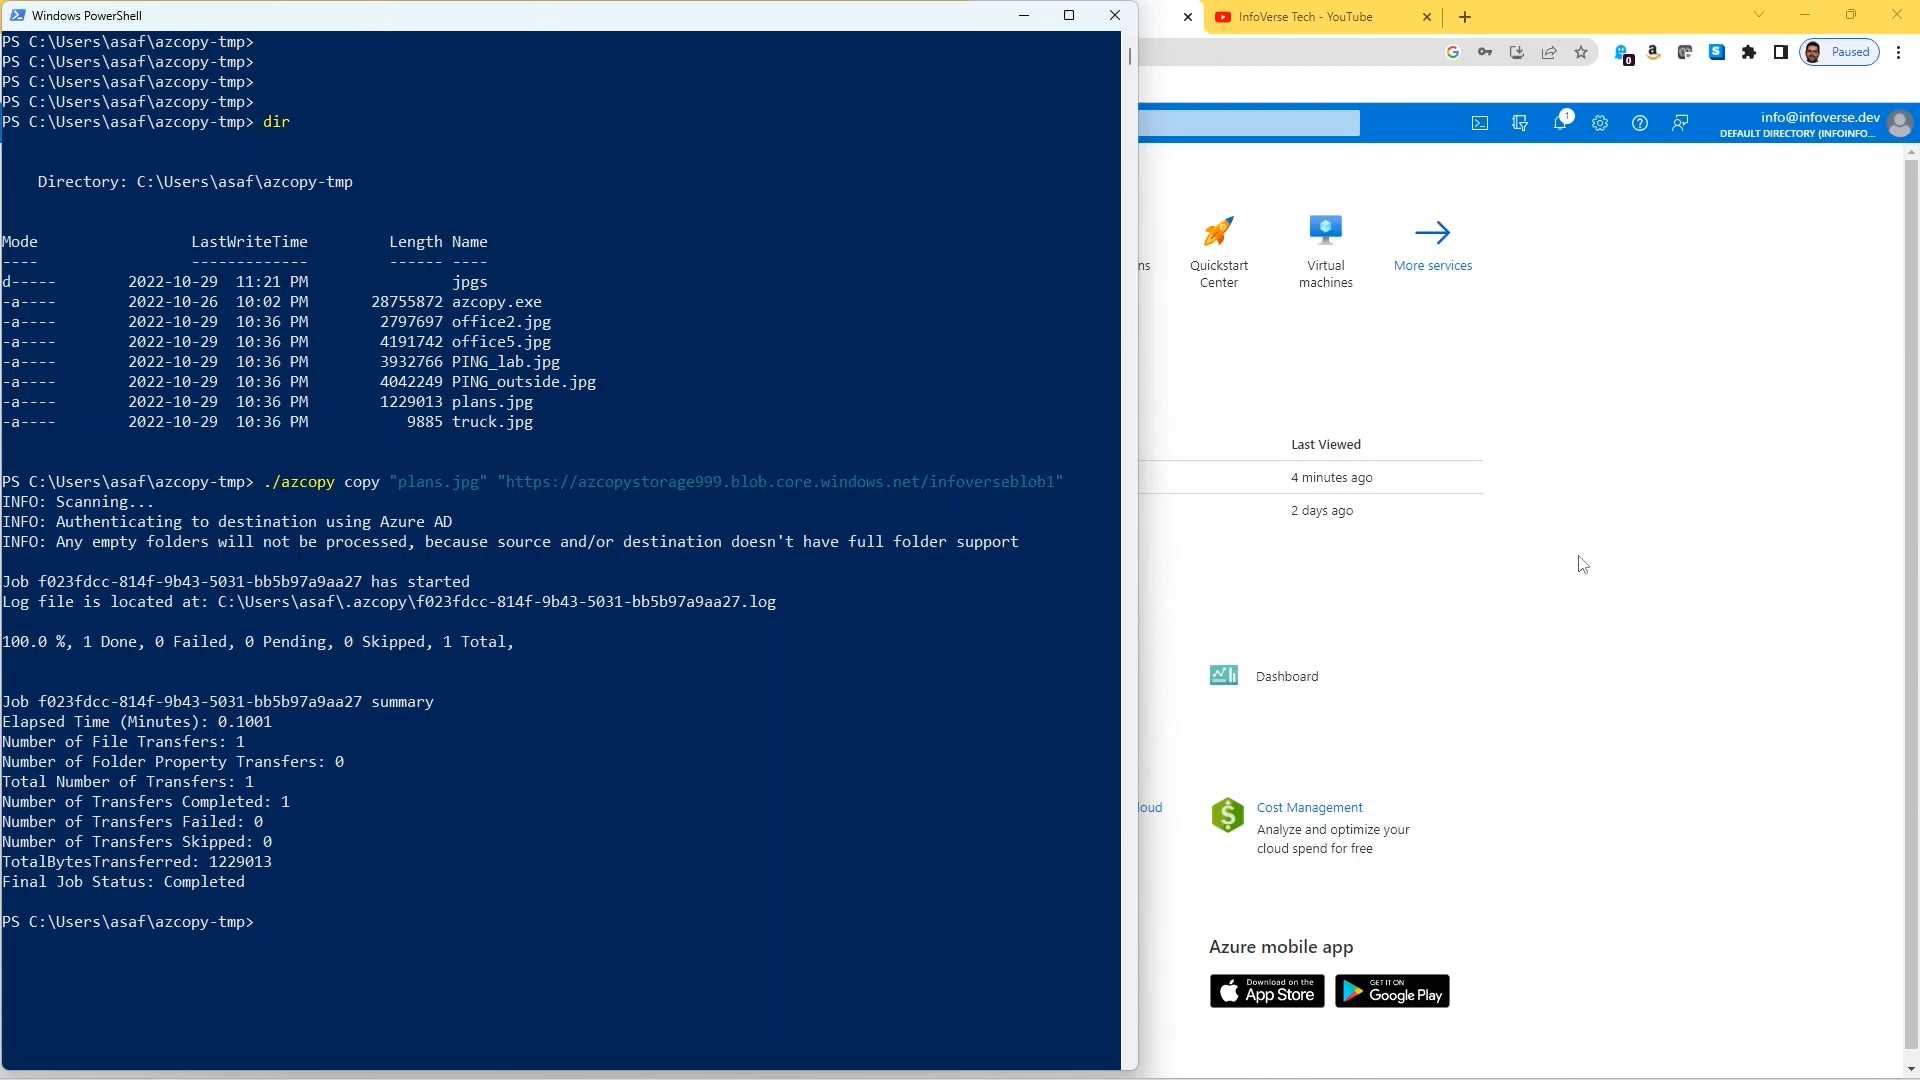 Windows PowerShell
PS C:\Users\asaf\azcopy-tmp>
PS C:\Users\asaf\azcopy-tmp>
PS C:\Users\asaf\azcopy-tmp>
PS C:\Users\asaf\azcopy-tmp>
PS C:\Users\asaf\azcopy-tmp> dir
Directory: C:\Users\asaf\azcopy-tmp
Mode LastWriteTime Length Name
---- ------------- ------ ----
d----- 2022-10-29 11:21 PM jpgs
-a---- 2022-10-26 10:02 PM 28755872 azcopy.exe
-a---- 2022-10-29 10:36 PM 2797697 office2.jpg
-a---- 2022-10-29 10:36 PM 4191742 office5.jpg
-a---- 2022-10-29 10:36 PM 3932766 PING_lab.jpg
-a---- 2022-10-29 10:36 PM 4042249 PING_outside.jpg
-a---- 2022-10-29 10:36 PM 1229013 plans.jpg
-a---- 2022-10-29 10:36 PM 9885 truck.jpg
PS C:\Users\asaf\azcopy-tmp> ./azcopy copy "plans.jpg" "https://azcopystorage999.blob.core.windows.net/infoverseblob1"
INFO: Scanning...
INFO: Authenticating to destination using Azure AD
INFO: Any empty folders will not be processed, because source and/or destination doesn't have full folder support
Job f023fdcc-814f-9b43-5031-bb5b97a9aa27 has started
Log file is located at: C:\Users\asaf\.azcopy\f023fdcc-814f-9b43-5031-bb5b97a9aa27.log
100.0 %, 1 Done, 0 Failed, 0 Pending, 0 Skipped, 1 Total,
Job f023fdcc-814f-9b43-5031-bb5b97a9aa27 summary
Elapsed Time (Minutes): 0.1001
Number of File Transfers: 1
Number of Folder Property Transfers: 0
Total Number of Transfers: 1
Number of Transfers Completed: 1
Number of Transfers Failed: 0
Number of Transfers Skipped: 0
TotalBytesTransferred: 1229013
Final Job Status: Completed
PS C:\Users\asaf\azcopy-tmp>
InfoVerse Tech - YouTube
0
Paused
1
info@infoverse.dev
DEFAULT DIRECTORY (INFOINFO...
ns
Quickstart
Center
Virtual
machines
More services
Last Viewed
4 minutes ago
2 days ago
Dashboard
loud
Cost Management
Analyze and optimize your
cloud spend for free
Azure mobile app
Download on the
App Store
GET IT ON
Google Play